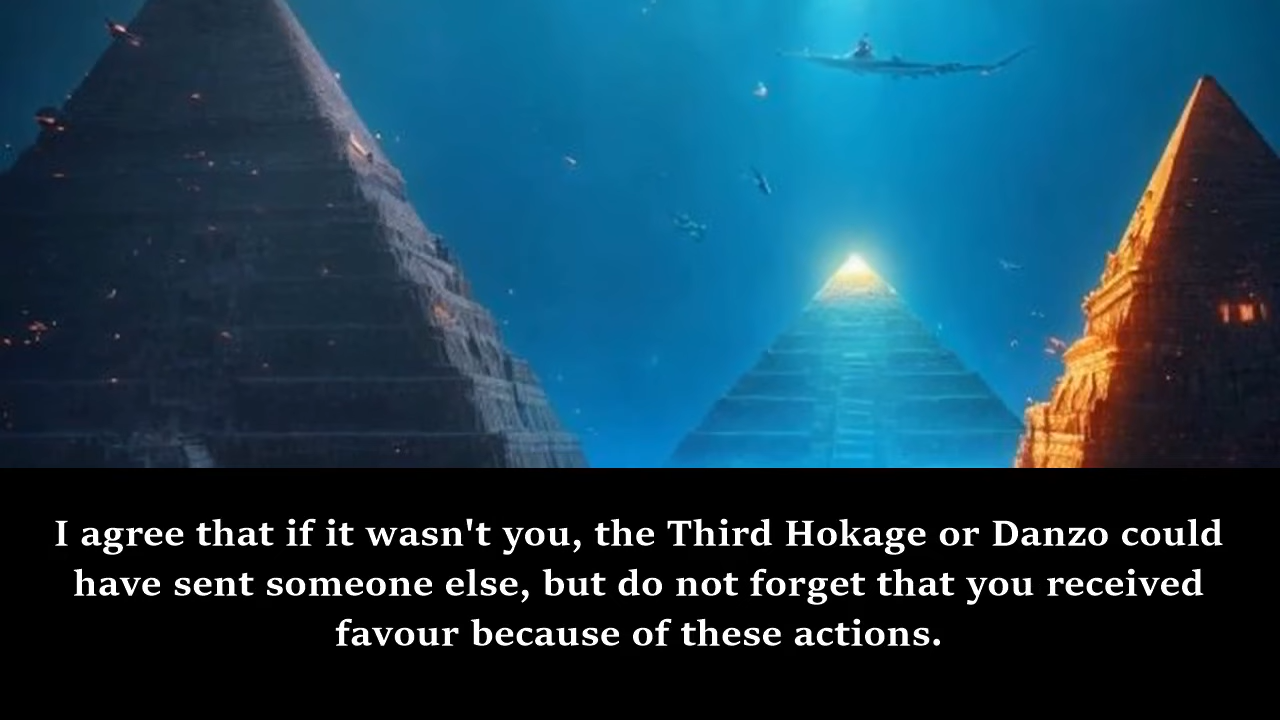 I agree that if it wasn't you, the Third Hokage or Danzo could
have sent someone else, but do not forget that you received
favour because of these actions.